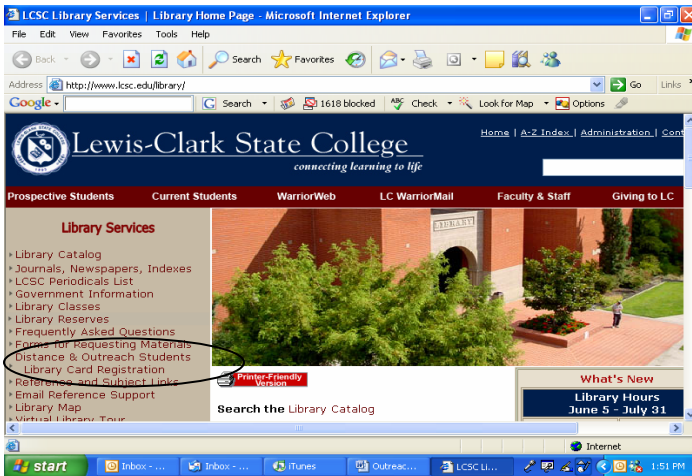 LCSC Library Services | Library Home Page - Microsoft Internet Explorer
File Edit View Favorites Tools Help
Back Search Favorites
Address http://www.lcsc.edu/library/ Go Links
Google Search 1618 blocked Check Look for Map Options
Lewis-Clark State College
connecting learning to life
Home | A-Z Index | Administration | Cont
Prospective Students Current Students WarriorWeb LC WarriorMail Faculty & Staff Giving to LC
Library Services
Library Catalog
Journals, Newspapers, Indexes
LCSC Periodicals List
Government Information
Library Classes
Library Reserves
Frequently Asked Questions
Forms for Requesting Materials
Distance & Outreach Students
Library Card Registration
Reference and Subject Links
Email Reference Support
Library Map
Virtual Library Tour
LIBRARY
Printer-Friendly
Version
Search the Library Catalog
What's New
Library Hours
June 5 - July 31
Internet
start Inbox - ... Inbox - ... iTunes Outreac... LCSC Li... 1:51 PM